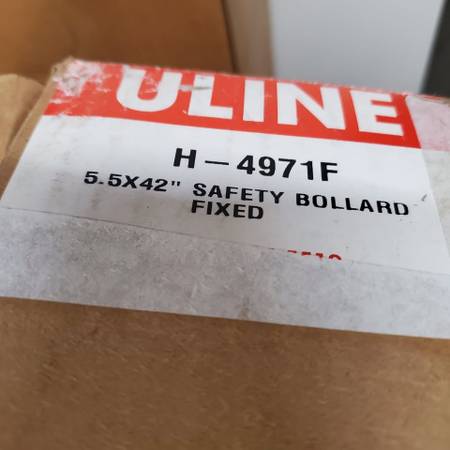 ULINE
H-4971F
5.5X42" SAFETY BOLLARD
FIXED